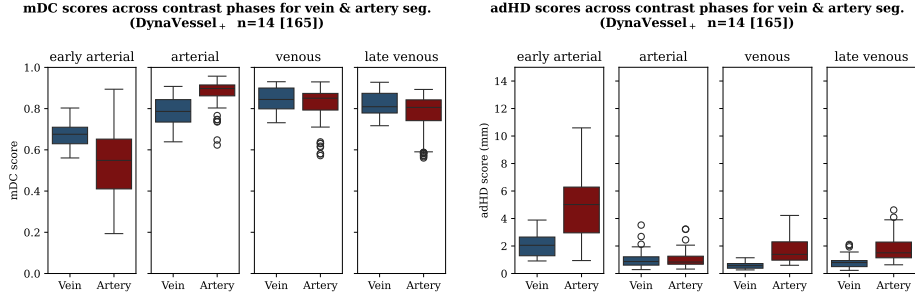 mDC scores across contrast phases for vein & artery seg.
(DynaVessel+ n=14 [165])
early arterial
arterial
venous
late venous
mDC score
1.0
0.8
0.6
0.4
0.2
0.0
Vein Artery
Vein Artery
Vein Artery
Vein Artery
adHD scores across contrast phases for vein & artery seg.
(DynaVessel+ n=14 [165])
early arterial
arterial
venous
late venous
adHD score (mm)
14
12
10
8
6
4
2
0
Vein Artery
Vein Artery
Vein Artery
Vein Artery